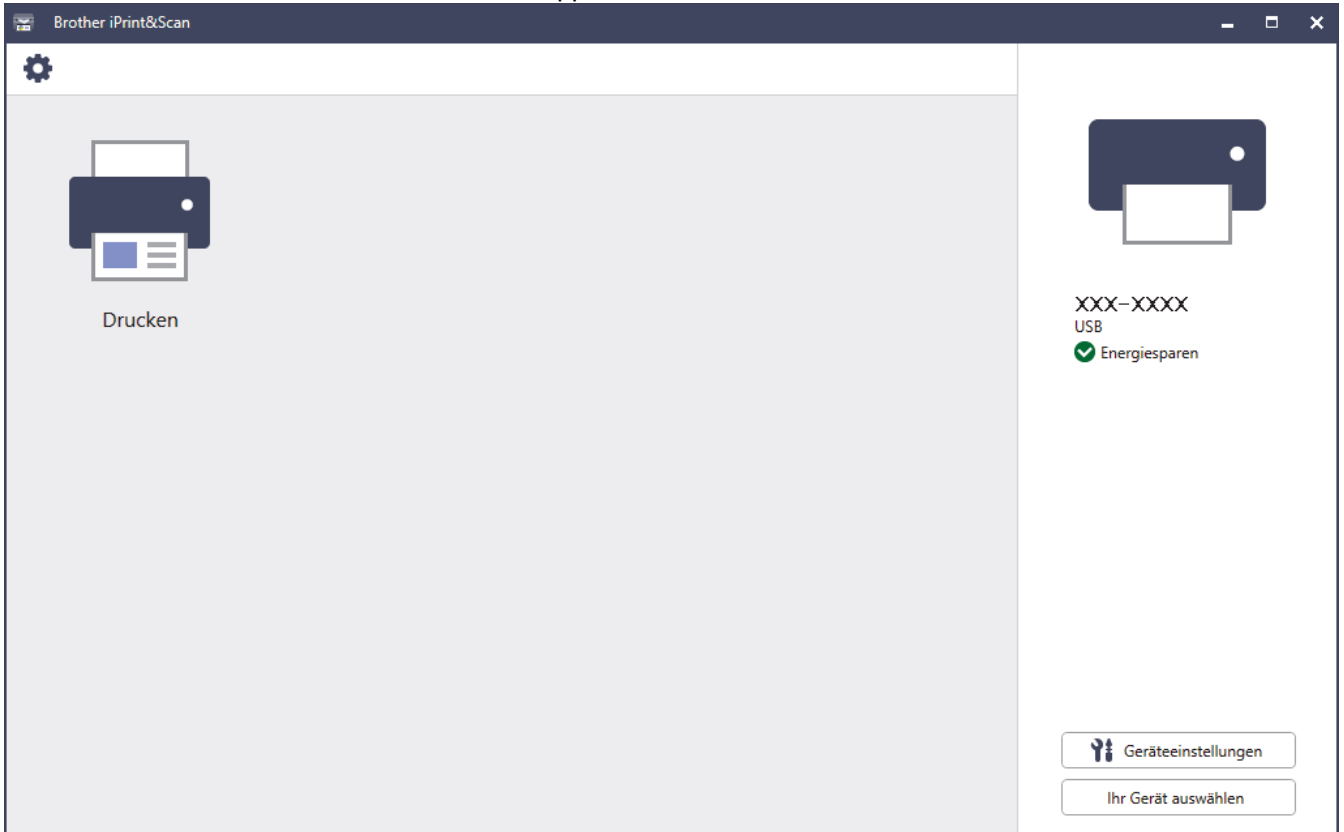 Brother iPrint&Scan
Drucken
XXX-XXXX
USB
Energiesparen
Geräteeinstellungen
Ihr Gerät auswählen